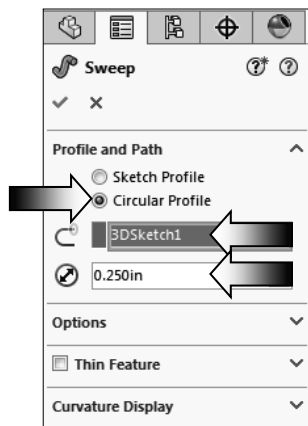 Sweep
Profile and Path
Sketch Profile
Circular Profile
3DSketch1
0.250in
Options
Thin Feature
Curvature Display